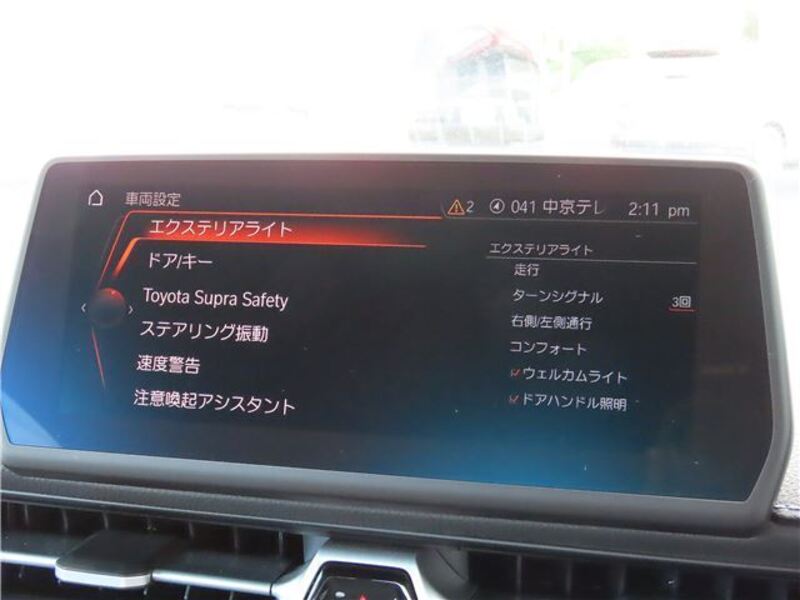 車両設定
2 041 中京テレ 2:11 pm
エクステリアライト
ドア/キー
Toyota Supra Safety
ステアリング振動
速度警告
注意喚起アシスタント
エクステリアライト
走行
ターンシグナル 3回
右側/左側通行
コンフォート
ウェルカムライト
ドアハンドル照明